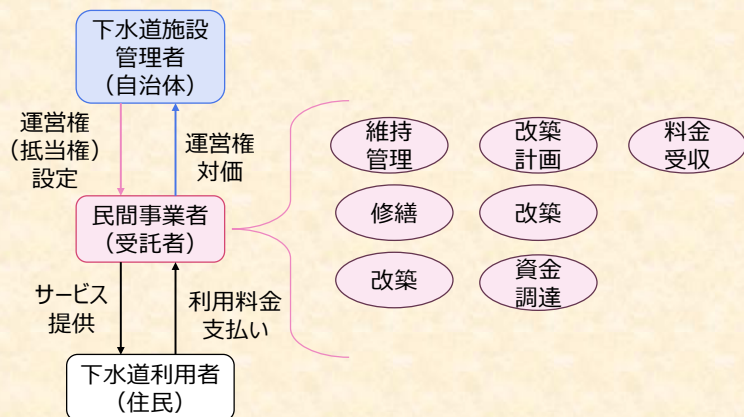 下水道施設
管理者
（自治体）
運営権
（抵当権）
設定
運営権
対価
民間事業者
（受託者）
サービス
提供
利用料金
支払い
下水道利用者
（住民）
維持
管理
改築
計画
料金
受収
修繕
改築
改築
資金
調達